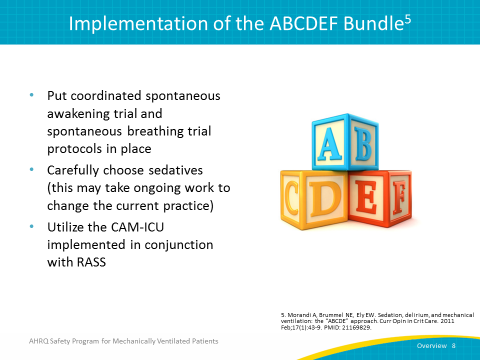 Implementation of the ABCDEF Bundle5
• Put coordinated spontaneous
awakening trial and
spontaneous breathing trial
protocols in place
• Carefully choose sedatives
(this may take ongoing work to
change the current practice)
• Utilize the CAM-ICU
implemented in conjunction
with RASS
A B
C D E F
5. Morandi A, Brummel NE, Ely EW. Sedation, delirium, and mechanical
ventilation: the “ABCDE” approach. Curr Opin in Crit Care. 2011
Feb;17(1):43-9. PMID: 21169829.
AHRQ Safety Program for Mechanically Ventilated Patients
Overview 8